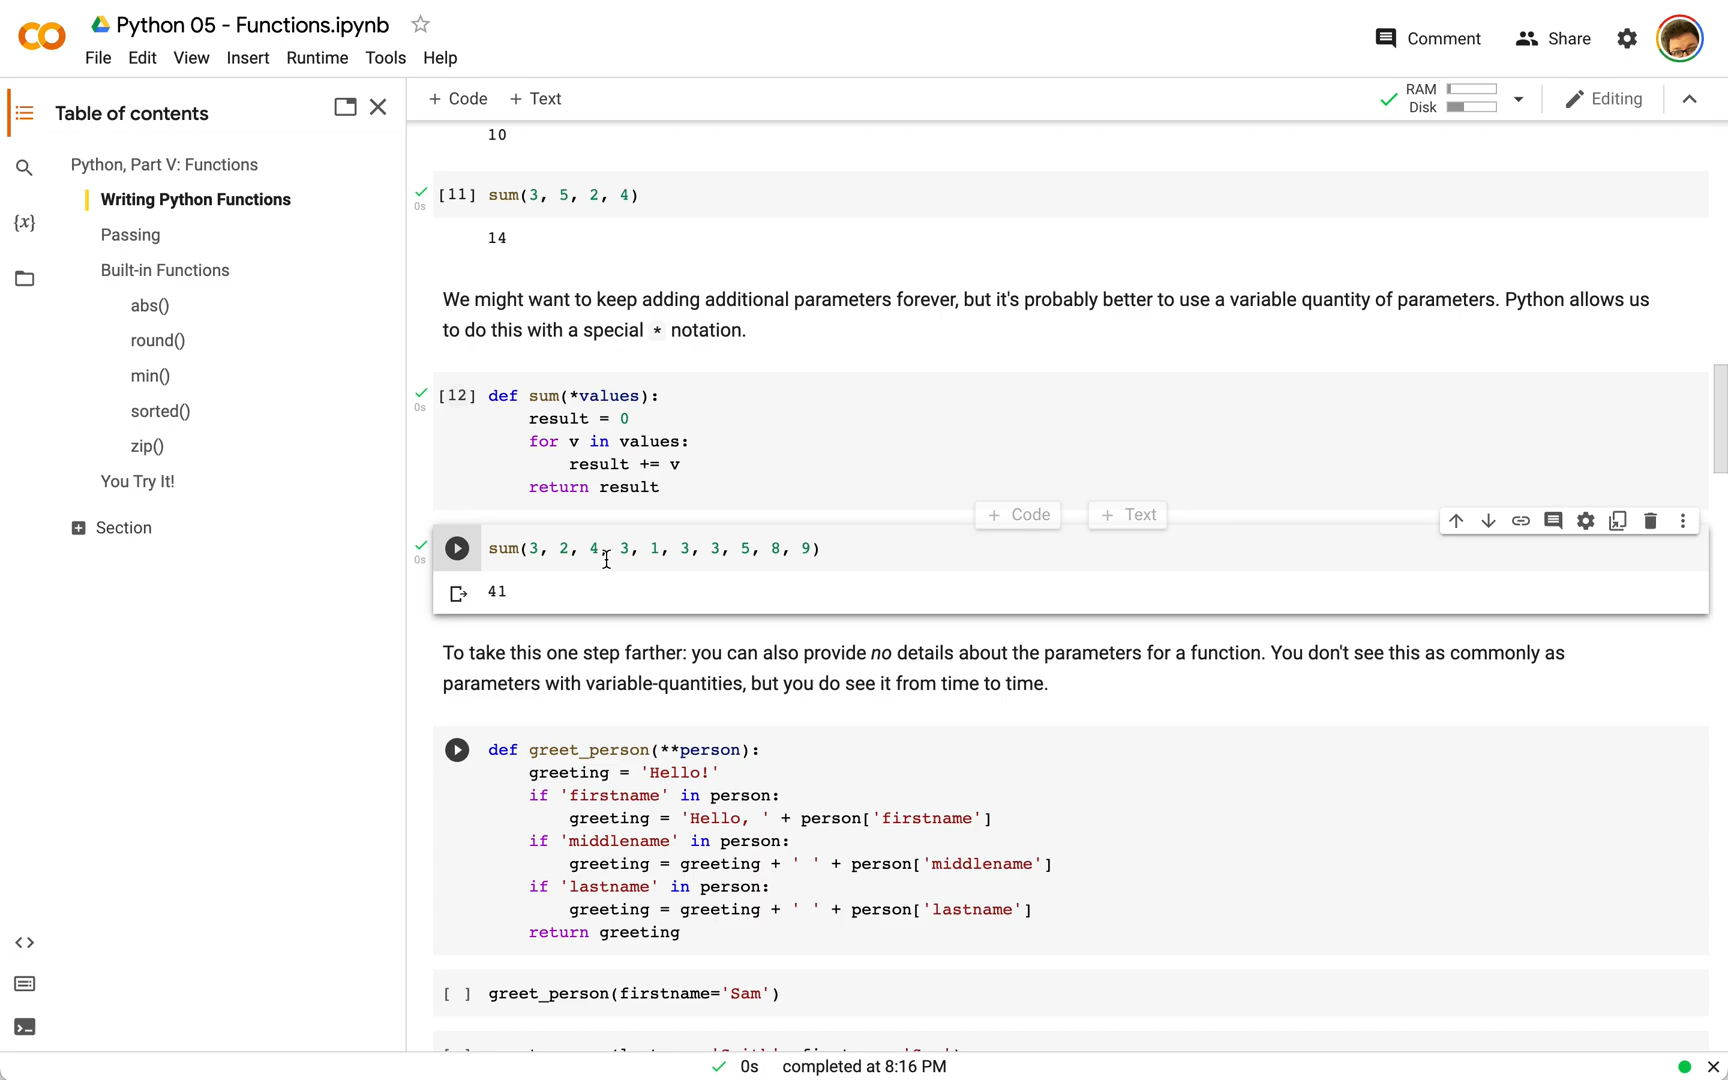 Python 05 - Functions.ipynb
File Edit View Insert Runtime Tools Help
Comment Share
Table of contents
Python, Part V: Functions
Writing Python Functions
Passing
Built-in Functions
abs()
round()
min()
sorted()
zip()
You Try It!
Section
+ Code + Text
RAM
Disk
Editing
10
[11] sum(3, 5, 2, 4)
0s
14
We might want to keep adding additional parameters forever, but it's probably better to use a variable quantity of parameters. Python allows us
to do this with a special * notation.
[12] def sum(*values):
0s
result = 0
for v in values:
result += v
return result
+ Code + Text
sum(3, 2, 4, 3, 1, 3, 3, 5, 8, 9)
0s
41
To take this one step farther: you can also provide no details about the parameters for a function. You don't see this as commonly as
parameters with variable-quantities, but you do see it from time to time.
def greet_person(**person):
greeting = 'Hello!'
if 'firstname' in person:
greeting = 'Hello, ' + person['firstname']
if 'middlename' in person:
greeting = greeting + ' ' + person['middlename']
if 'lastname' in person:
greeting = greeting + ' ' + person['lastname']
return greeting
[ ] greet_person(firstname='Sam')
0s completed at 8:16 PM